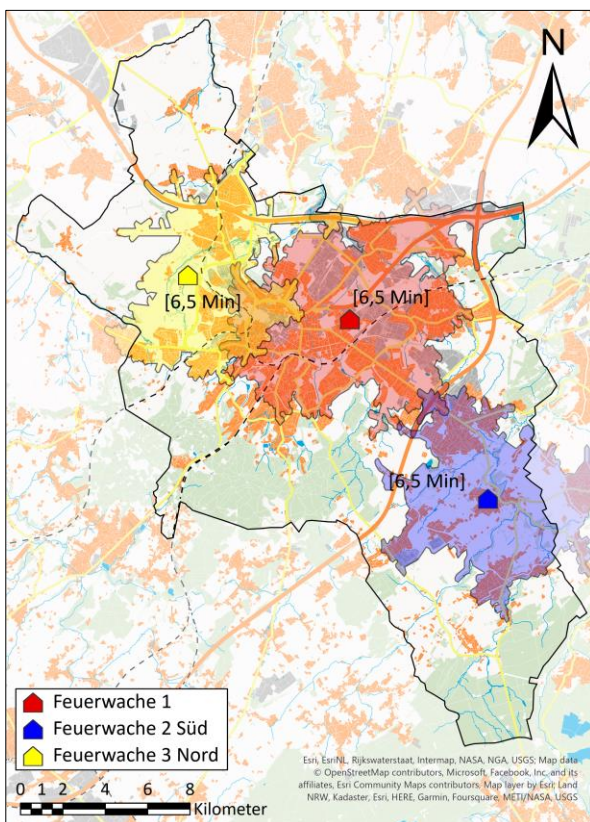 N
[6,5 Min]
[6,5 Min]
[6,5 Min]
Feuerwache 1
Feuerwache 2 Süd
Feuerwache 3 Nord
Esri, EsriNL, Rijkswaterstaat, Intermap, NASA, NGA, USGS; Map data
© OpenStreetMap contributors, Microsoft, Facebook, Inc. and its
affiliates, Esri Community Maps contributors, Map layer by Esri; Land
NRW, Kadaster, Esri, HERE, Garmin, Foursquare, METI/NASA, USGS
0 2 4 6 8
Kilometer